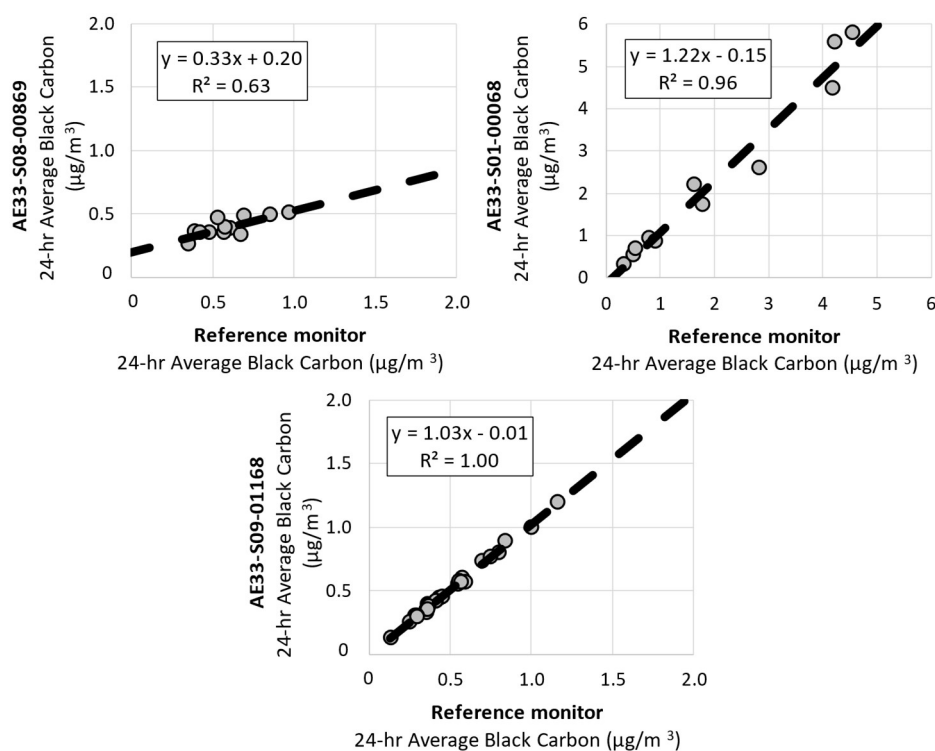 AE33-S08-00869
24-hr Average Black Carbon
(µg/m³)
2.0
1.5
1.0
0.5
0
y = 0.33x + 0.20
R² = 0.63
0 0.5 1.0 1.5 2.0
Reference monitor
24-hr Average Black Carbon (µg/m ³)
AE33-S01-00068
24-hr Average Black Carbon
(µg/m³)
6
5
4
3
2
1
0
y = 1.22x - 0.15
R² = 0.96
0 1 2 3 4 5 6
Reference monitor
24-hr Average Black Carbon (µg/m ³)
AE33-S09-01168
24-hr Average Black Carbon
(µg/m³)
2.0
1.5
1.0
0.5
0
y = 1.03x - 0.01
R² = 1.00
0 0.5 1.0 1.5 2.0
Reference monitor
24-hr Average Black Carbon (µg/m ³)